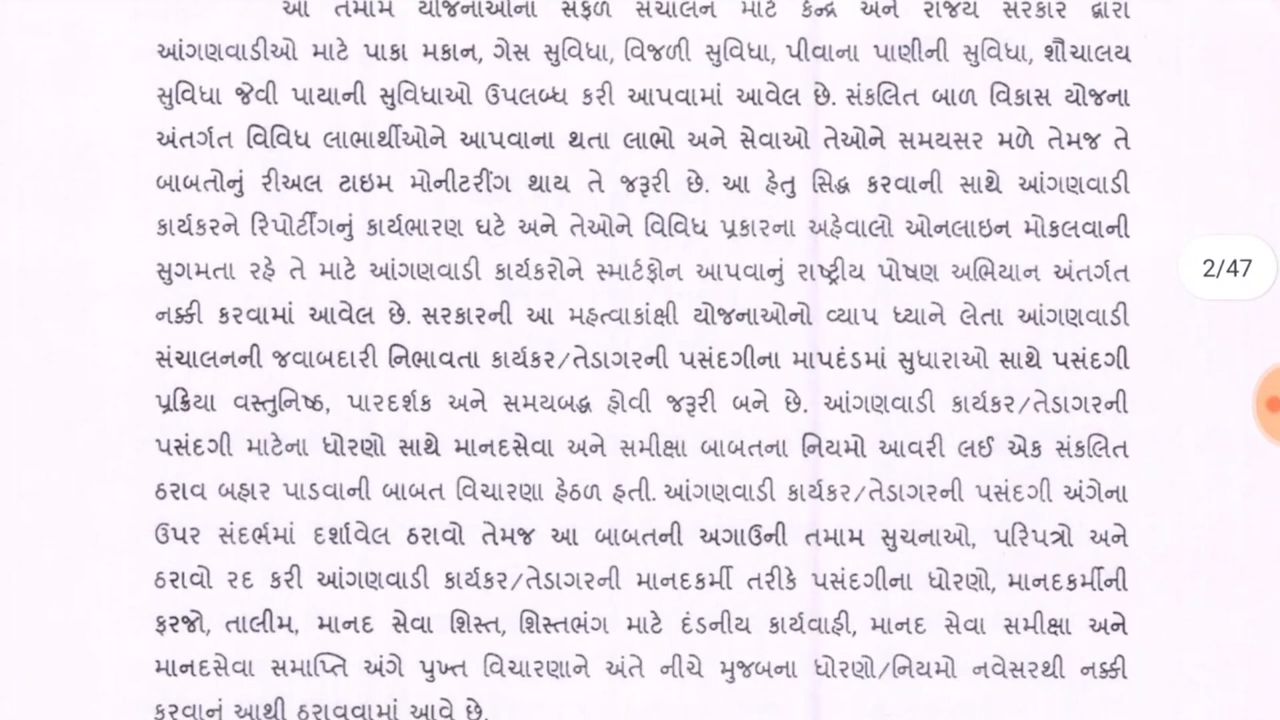 આ તમામ યોજનાઓના સફળ સંચાલન માટે કેન્દ્ર અને રાજ્ય સરકાર દ્વારા
આંગણવાડીઓ માટે પાકા મકાન, ગેસ સુવિધા, વિજળી સુવિધા, પીવાના પાણીની સુવિધા, શૌચાલય
સુવિધા જેવી પાયાની સુવિધાઓ ઉપલબ્ધ કરી આપવામાં આવેલ છે. સંકલિત બાળ વિકાસ યોજના
અંતર્ગત વિવિધ લાભાર્થીઓને આપવાના થતા લાભો અને સેવાઓ તેઓને સમયસર મળે તેમજ તે
બાબતોનું રીઅલ ટાઇમ મોનીટરીંગ થાય તે જરૂરી છે. આ હેતુ સિદ્ધ કરવાની સાથે આંગણવાડી
કાર્યકરને રિપોર્ટીંગનું કાર્યભારણ ઘટે અને તેઓને વિવિધ પ્રકારના અહેવાલો ઓનલાઇન મોકલવાની
સુગમતા રહે તે માટે આંગણવાડી કાર્યકરોને સ્માર્ટફોન આપવાનું રાષ્ટ્રીય પોષણ અભિયાન અંતર્ગત
નક્કી કરવામાં આવેલ છે. સરકારની આ મહત્વાકાંક્ષી યોજનાઓનો વ્યાપ ધ્યાને લેતા આંગણવાડી
સંચાલનની જવાબદારી નિભાવતા કાર્યકર/તેડાગરની પસંદગીના માપદંડમાં સુધારાઓ સાથે પસંદગી
પ્રક્રિયા વસ્તુનિષ્ઠ, પારદર્શક અને સમયબદ્ધ હોવી જરૂરી બને છે. આંગણવાડી કાર્યકર/તેડાગરની
પસંદગી માટેના ધોરણો સાથે માનદસેવા અને સમીક્ષા બાબતના નિયમો આવરી લઈ એક સંકલિત
ઠરાવ બહાર પાડવાની બાબત વિચારણા હેઠળ હતી. આંગણવાડી કાર્યકર/તેડાગરની પસંદગી અંગેના
ઉપર સંદર્ભમાં દર્શાવેલ ઠરાવો તેમજ આ બાબતની અગાઉની તમામ સુચનાઓ, પરિપત્રો અને
ઠરાવો રદ કરી આંગણવાડી કાર્યકર/તેડાગરની માનદકર્મી તરીકે પસંદગીના ધોરણો, માનદકર્મીની
ફરજો, તાલીમ, માનદ સેવા શિસ્ત, શિસ્તભંગ માટે દંડનીય કાર્યવાહી, માનદ સેવા સમીક્ષા અને
માનદસેવા સમાપ્તિ અંગે પુખ્ત વિચારણાને અંતે નીચે મુજબના ધોરણો/નિયમો નવેસરથી નક્કી
કરવાનું આથી ઠરાવવામાં આવે છે.
2/47